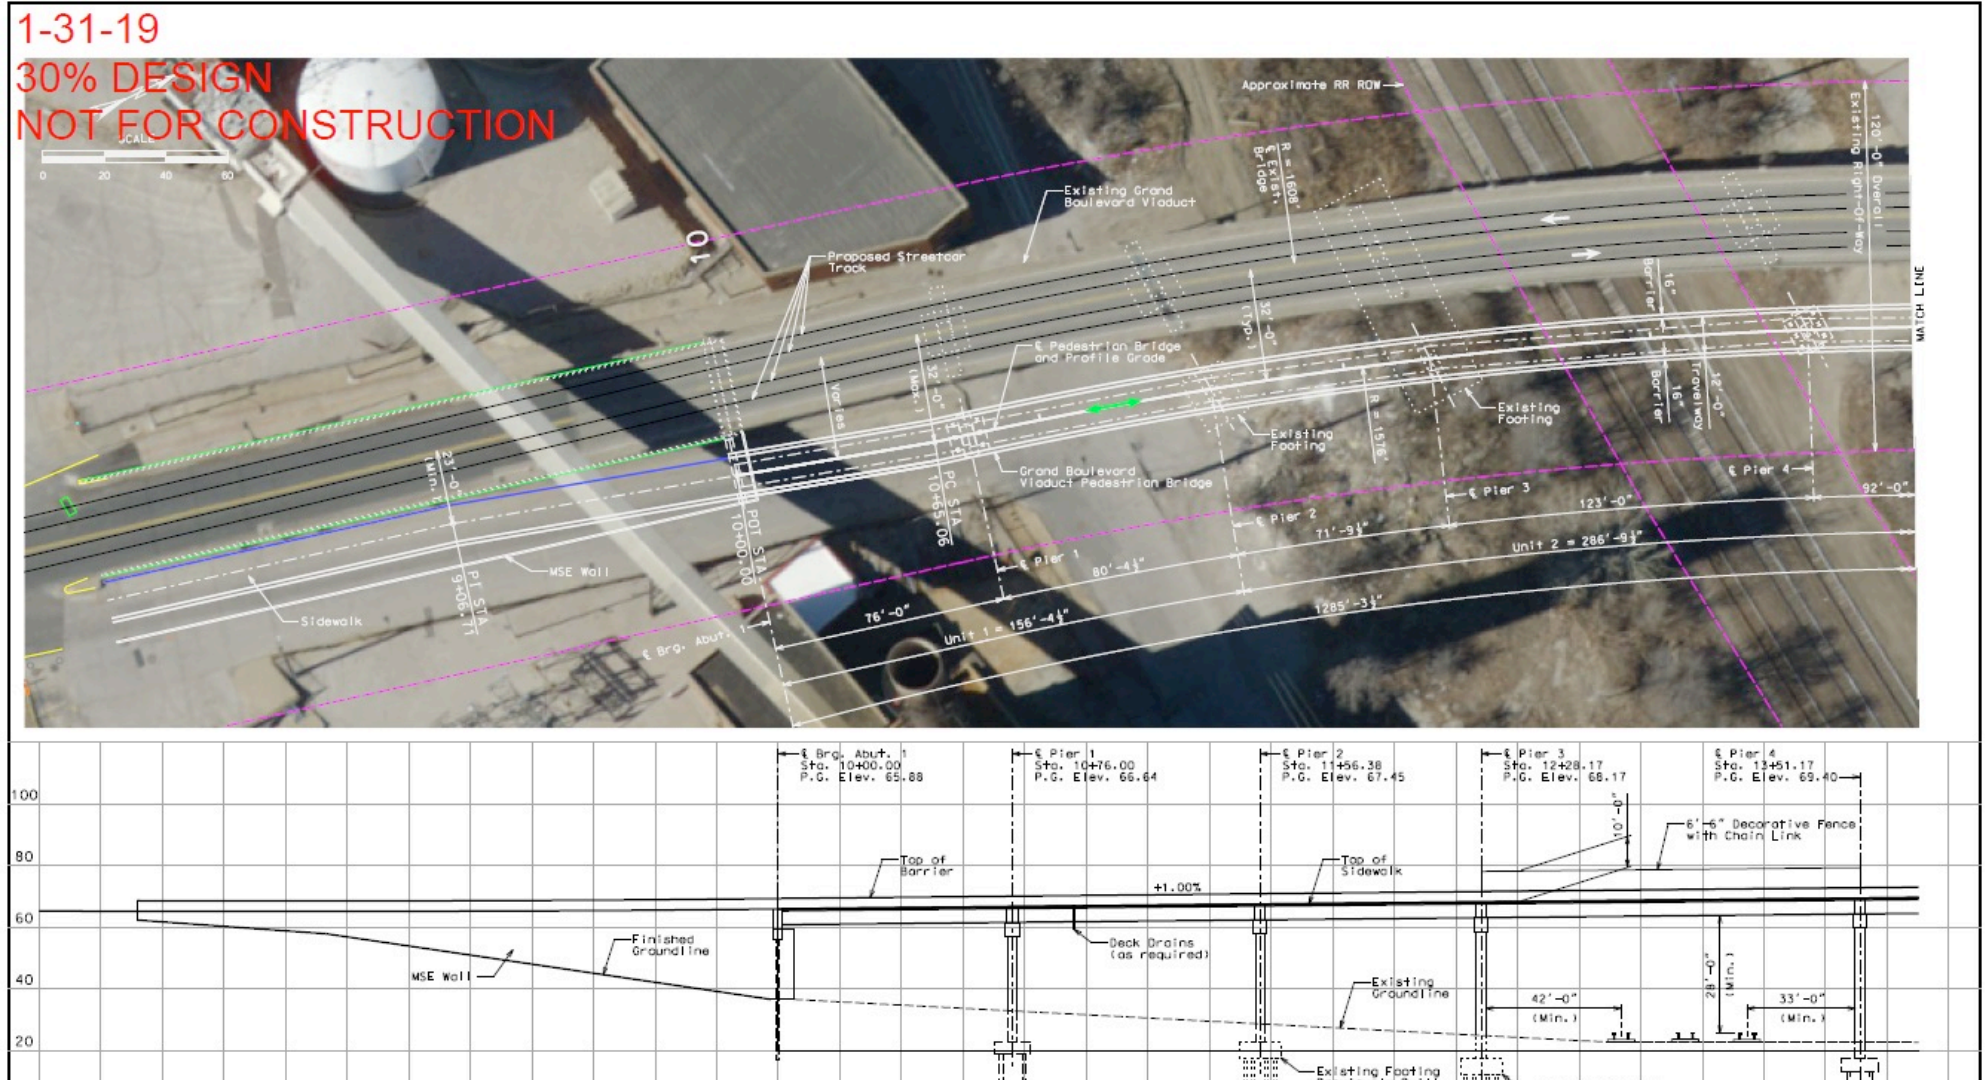 1-31-19
30% DESIGN
NOT FOR CONSTRUCTION
SCALE
0 20 40 60
10
Approximate RR ROW
Existing Grand
Boulevard Viaduct
R = 1608'
℄ Exist.
Bridge
120'-0" Overall
Existing Right-Of-Way
MATCH LINE
Proposed Streetcar
Track
℄ Pedestrian Bridge
and Profile Grade
32'-0"
(Typ.)
32'-0"
(Max.)
Varies
16"
Barrier
16"
Barrier
12'-0"
Travelway
Existing
Footing
Existing
Footing
R = 1576'
Grand Boulevard
Viaduct Pedestrian Bridge
23'-0"
(Min.)
PI STA
9+06.71
POT STA
10+00.00
PC STA
10+65.06
MSE Wall
Sidewalk
℄ Brg. Abut. 1
℄ Pier 1
℄ Pier 2
℄ Pier 3
℄ Pier 4
76'-0"
80'-4½"
71'-9½"
123'-0"
92'-0"
Unit 1 = 156'-4½"
Unit 2 = 286'-9½"
1285'-3½"
℄ Brg. Abut. 1
Sta. 10+00.00
P.G. Elev. 65.88
℄ Pier 1
Sta. 10+76.00
P.G. Elev. 66.64
℄ Pier 2
Sta. 11+56.38
P.G. Elev. 67.45
℄ Pier 3
Sta. 12+28.17
P.G. Elev. 68.17
℄ Pier 4
Sta. 13+51.17
P.G. Elev. 69.40
100
80
60
40
20
Top of
Barrier
+1.00%
Top of
Sidewalk
10'-0"
6'-6" Decorative Fence
with Chain Link
Finished
Groundline
MSE Wall
Deck Drains
(as required)
Existing
Groundline
42'-0"
(Min.)
28'-0"
(Min.)
33'-0"
(Min.)
Existing Footing